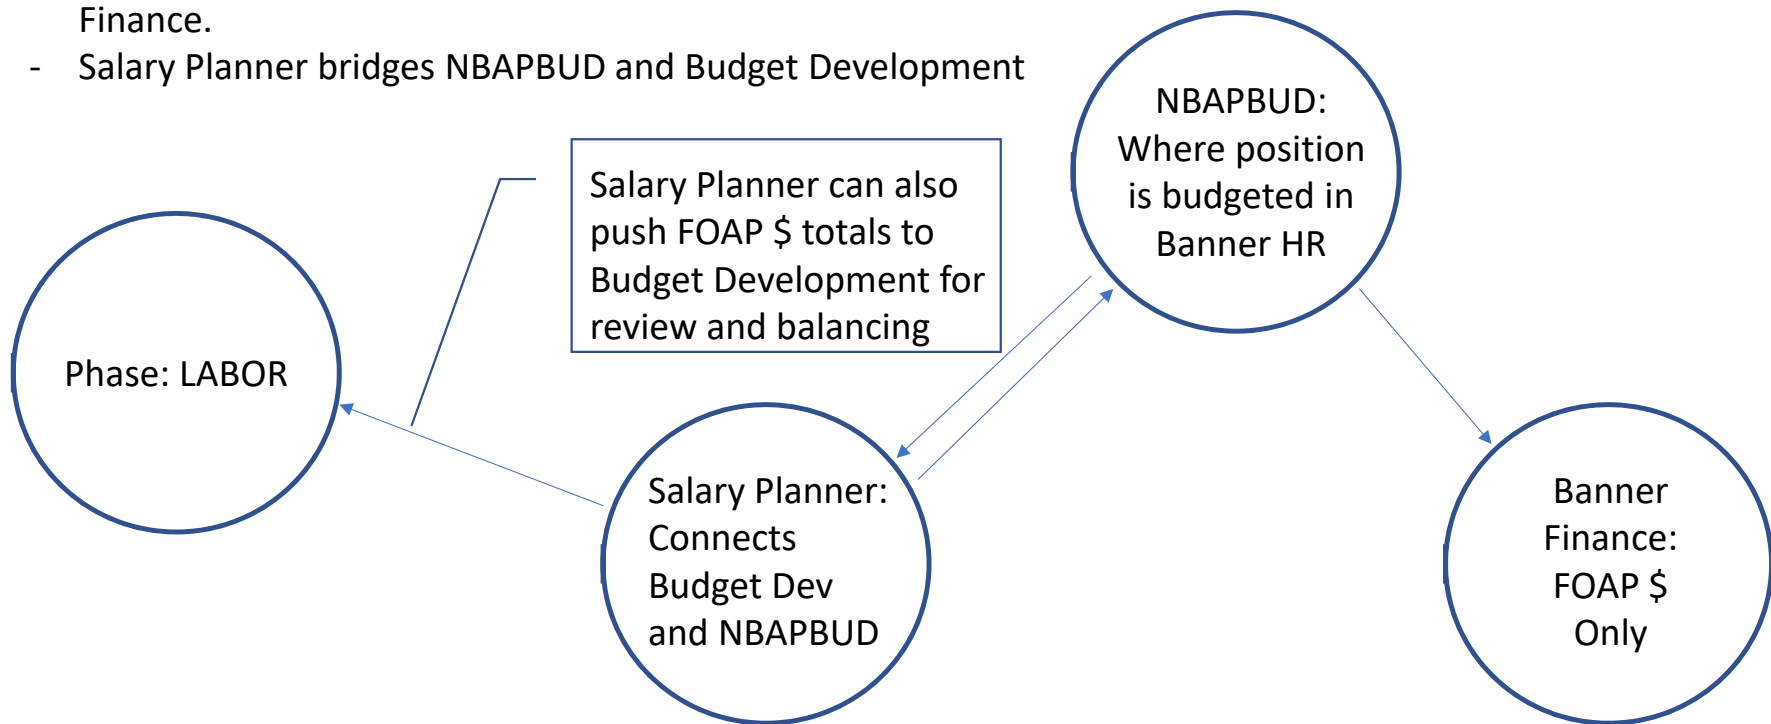 Finance.
- Salary Planner bridges NBAPBUD and Budget Development
NBAPBUD:
Where position
is budgeted in
Banner HR
Salary Planner can also
push FOAP $ totals to
Budget Development for
review and balancing
Phase: LABOR
Salary Planner:
Connects
Budget Dev
and NBAPBUD
Banner
Finance:
FOAP $
Only